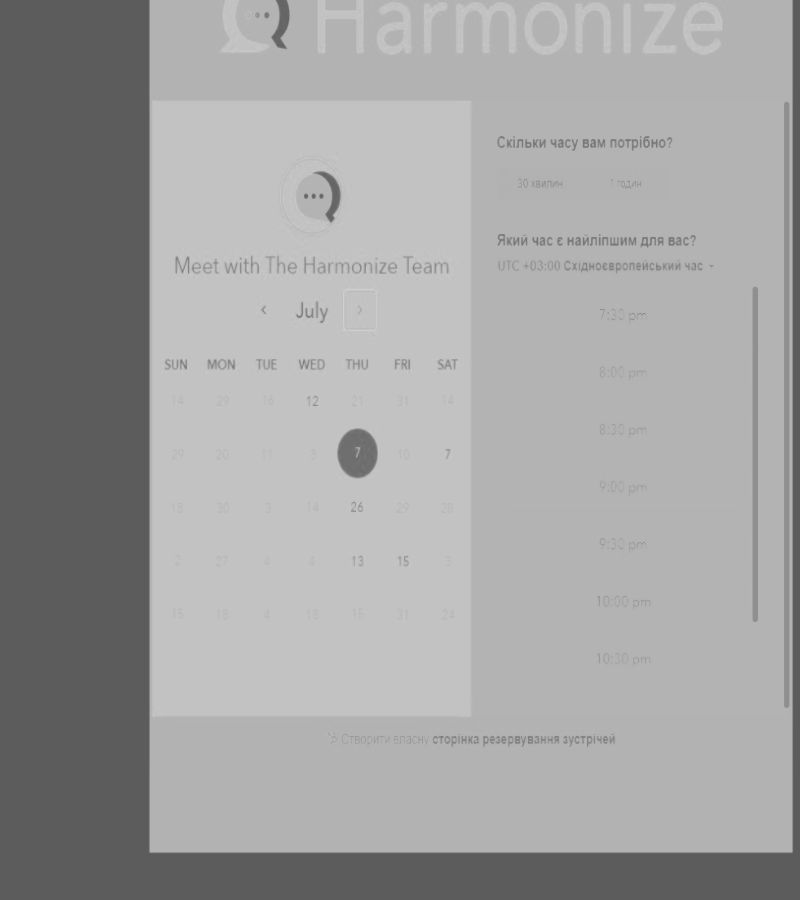 Harmonize
Meet with The Harmonize Team
July
SUN MON TUE WED THU FRI SAT
14 29 16 12 21 31 14
29 20 11 7 10 7
18 30 3 14 26 29 28
27 4 13 15
15 18 4 18 15 31 24
Скільки часу вам потрібно?
30 хвилин 1 годин
Який час є найліпшим для вас?
UTC +03:00 Східноєвропейський час
7:30 pm
8:00 pm
8:30 pm
9:00 pm
9:30 pm
10:00 pm
10:30 pm
Створити власну сторінка резервування зустрічей